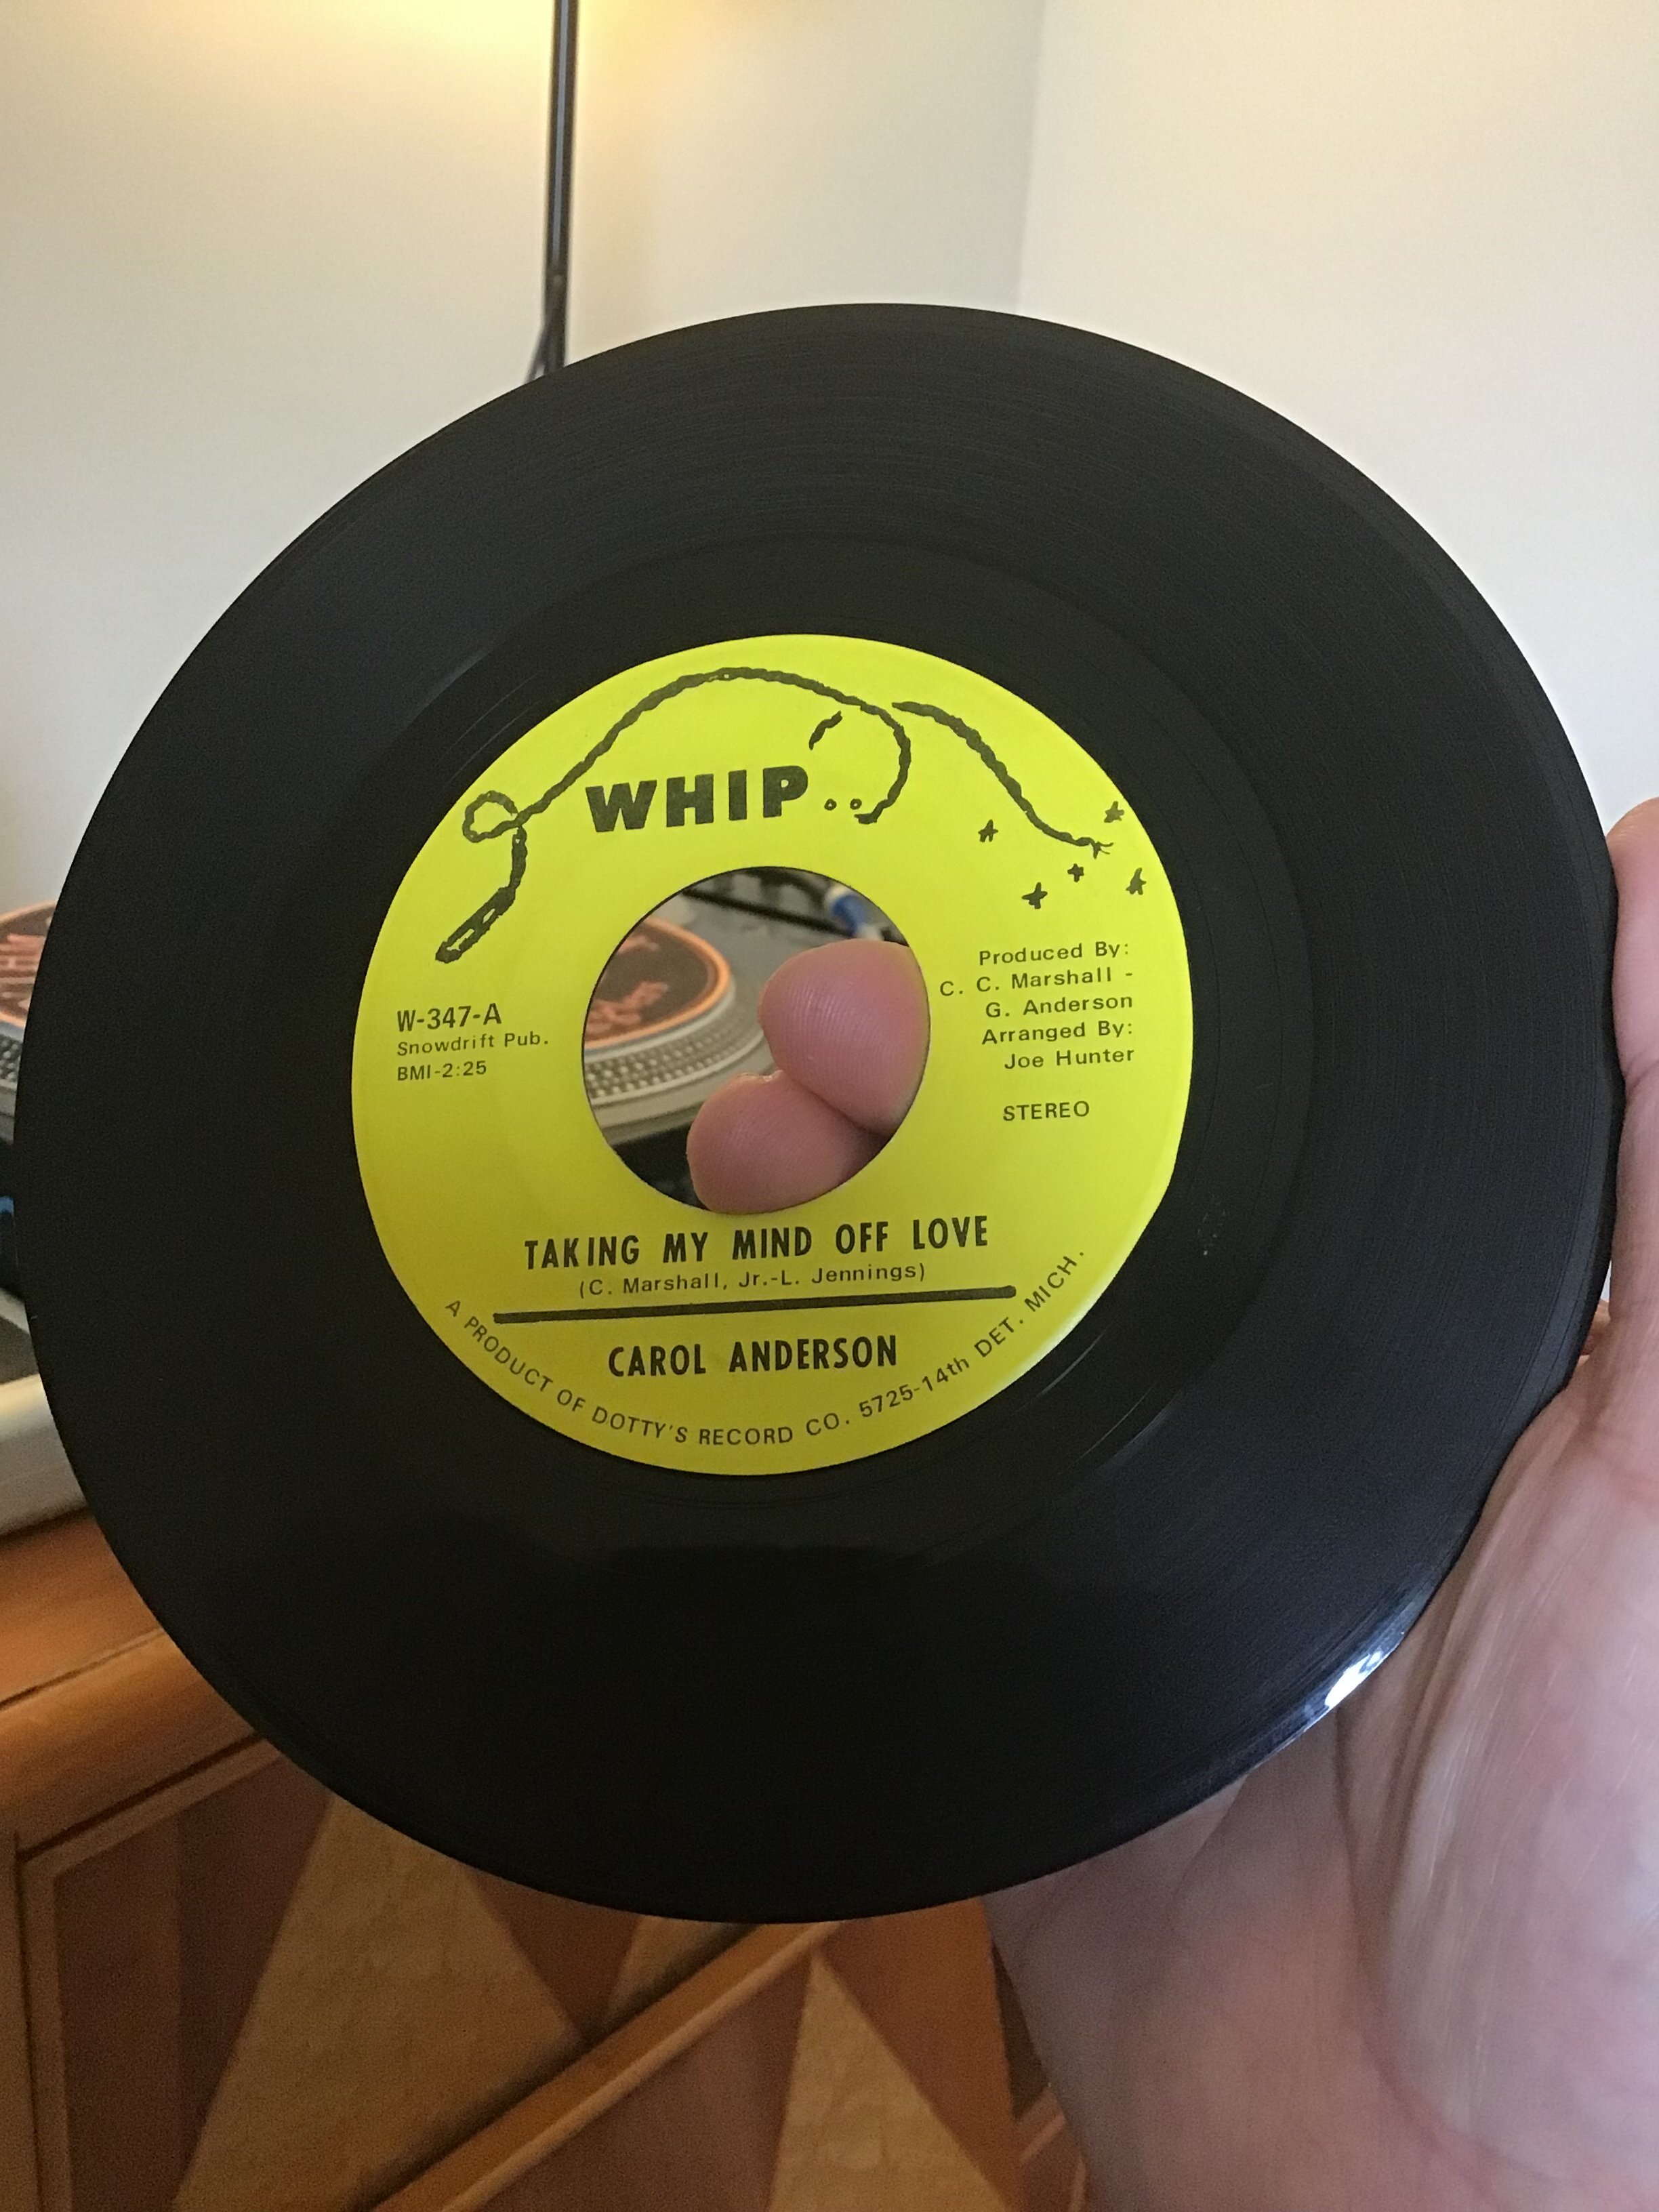 WHIP..
W-347-A
Snowdrift Pub.
BMI-2:25
Produced By:
C. C. Marshall -
G. Anderson
Arranged By:
Joe Hunter
STEREO
TAKING MY MIND OFF LOVE
(C. Marshall, Jr.-L. Jennings)
CAROL ANDERSON
A PRODUCT OF DOTTY'S RECORD CO. 5725-14th DET. MICH.